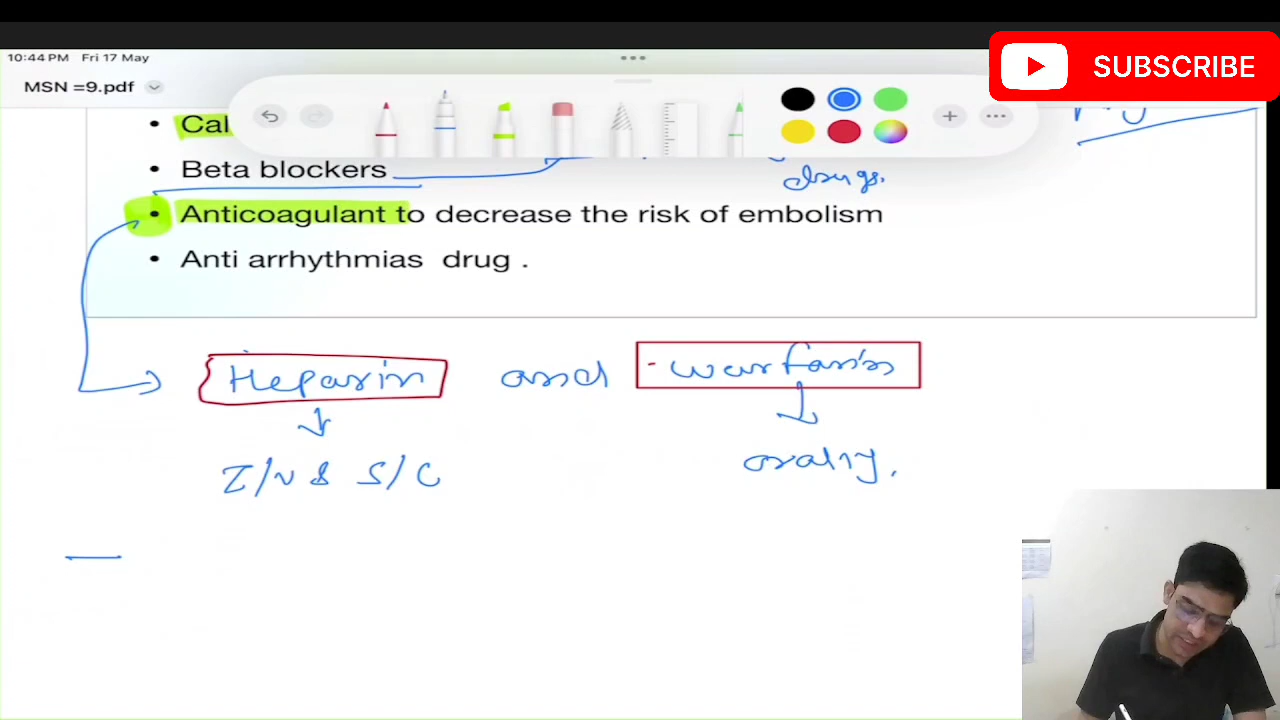 10:44 PM Fri 17 May
SUBSCRIBE
MSN =9.pdf
• Cal
• Beta blockers
drugs.
• Anticoagulant to decrease the risk of embolism
• Anti arrhythmias drug .
Heparin and warfarin
I/V & S/C
orally.